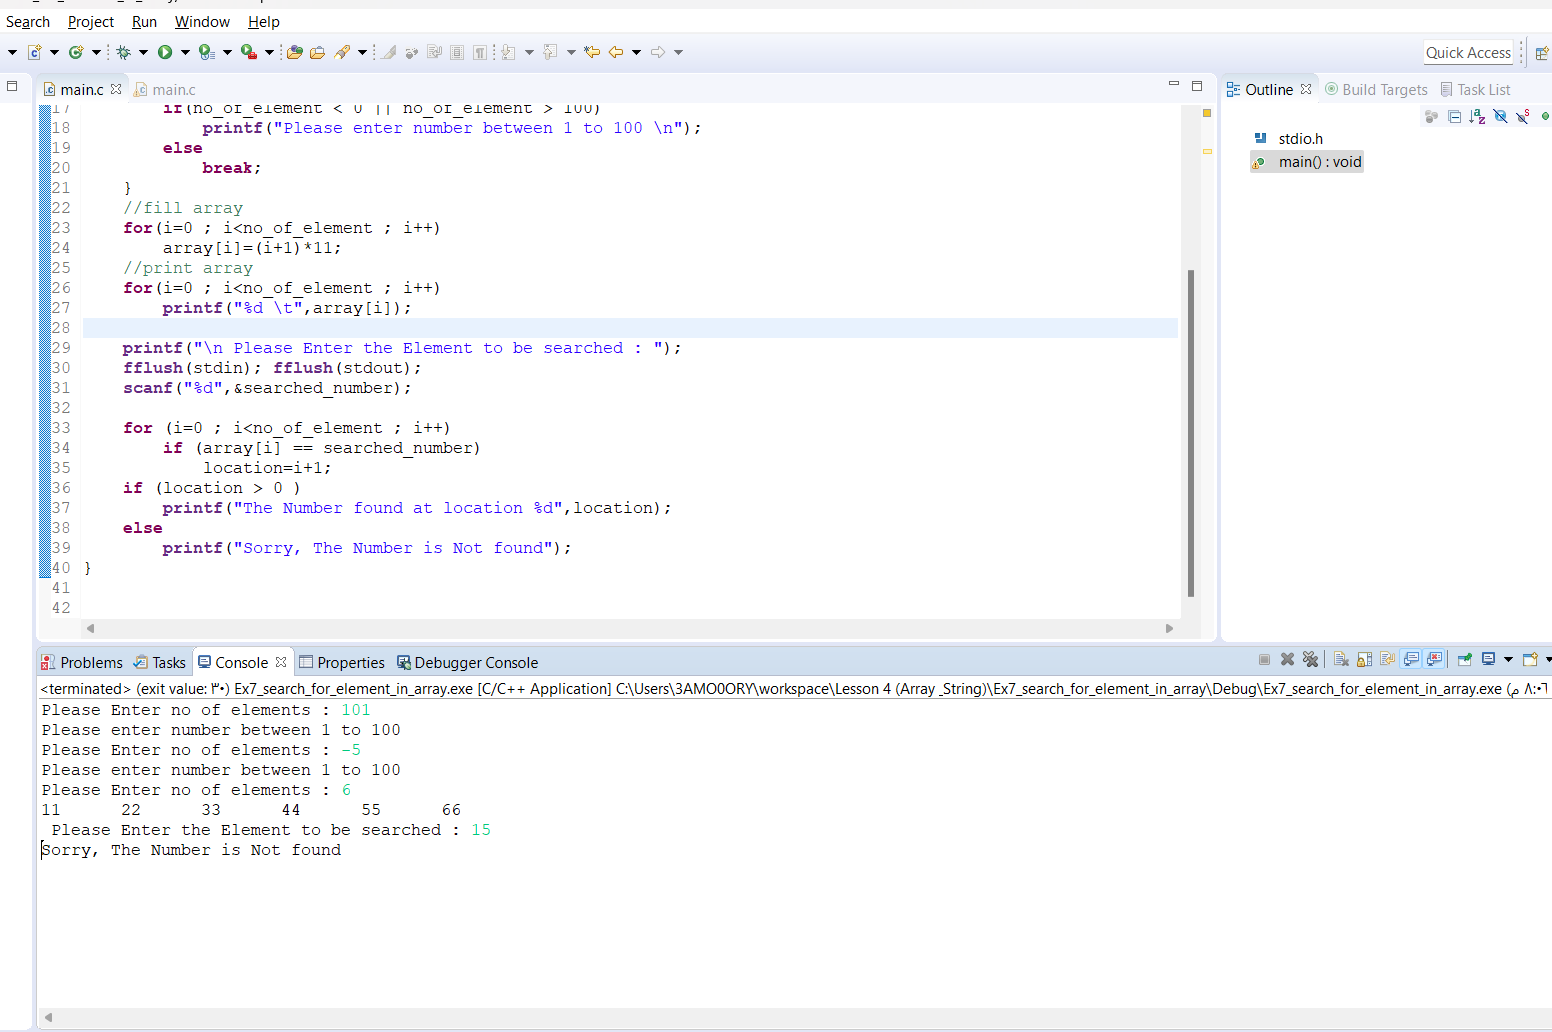 Search Project Run Window Help
Quick Access
main.c main.c
Outline Build Targets Task List
stdio.h
main() : void
17 if(no_of_element < 0 || no_of_element > 100)
18 printf("Please enter number between 1 to 100 \n");
19 else
20 break;
21 }
22 //fill array
23 for(i=0 ; i<no_of_element ; i++)
24 array[i]=(i+1)*11;
25 //print array
26 for(i=0 ; i<no_of_element ; i++)
27 printf("%d \t",array[i]);
28
29 printf("\n Please Enter the Element to be searched : ");
30 fflush(stdin); fflush(stdout);
31 scanf("%d",&searched_number);
32
33 for (i=0 ; i<no_of_element ; i++)
34 if (array[i] == searched_number)
35 location=i+1;
36 if (location > 0 )
37 printf("The Number found at location %d",location);
38 else
39 printf("Sorry, The Number is Not found");
40 }
41
42
Problems Tasks Console Properties Debugger Console
<terminated> (exit value: ٣٠) Ex7_search_for_element_in_array.exe [C/C++ Application] C:\Users\3AMO0ORY\workspace\Lesson 4 (Array _String)\Ex7_search_for_element_in_array\Debug\Ex7_search_for_element_in_array.exe (م ٨:٠٦
Please Enter no of elements : 101
Please enter number between 1 to 100
Please Enter no of elements : -5
Please enter number between 1 to 100
Please Enter no of elements : 6
11 22 33 44 55 66
Please Enter the Element to be searched : 15
Sorry, The Number is Not found